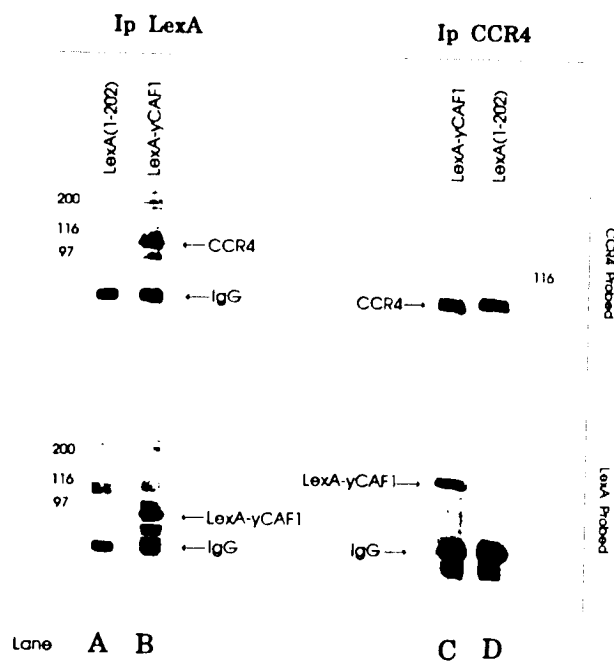 Ip LexA
Ip CCR4
LexA(1-202)
LexA-yCAF1
LexA-yCAF1
LexA(1-202)
200
116
97
CCR4
IgG
116
CCR4
CCR4 Probed
200
116
97
LexA-yCAF1
IgG
LexA-yCAF1
IgG
LexA Probed
Lane A B C D